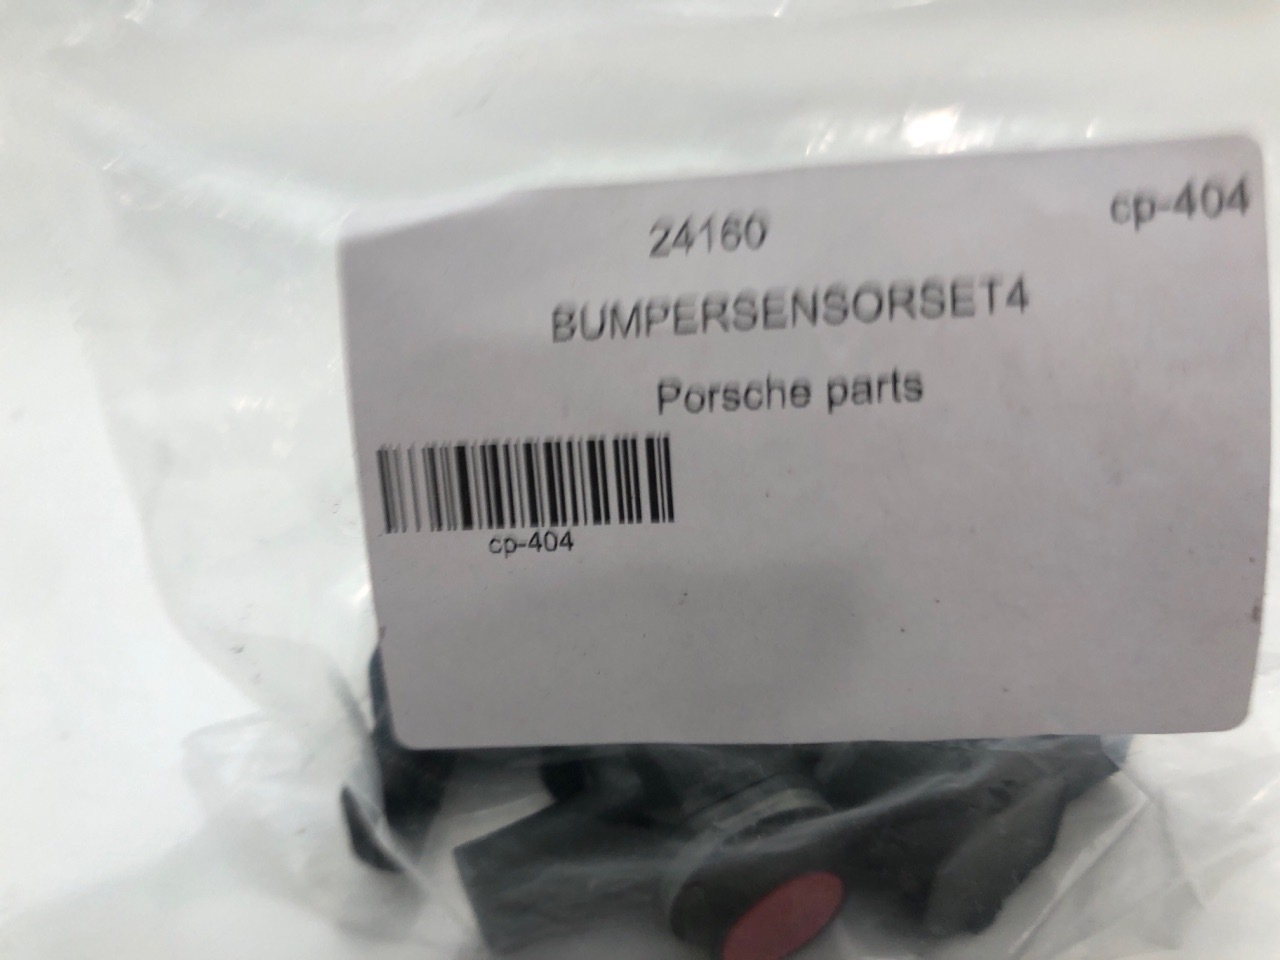 24160
cp-404
BUMPERSENSORSET4
Porsche parts
cp-404